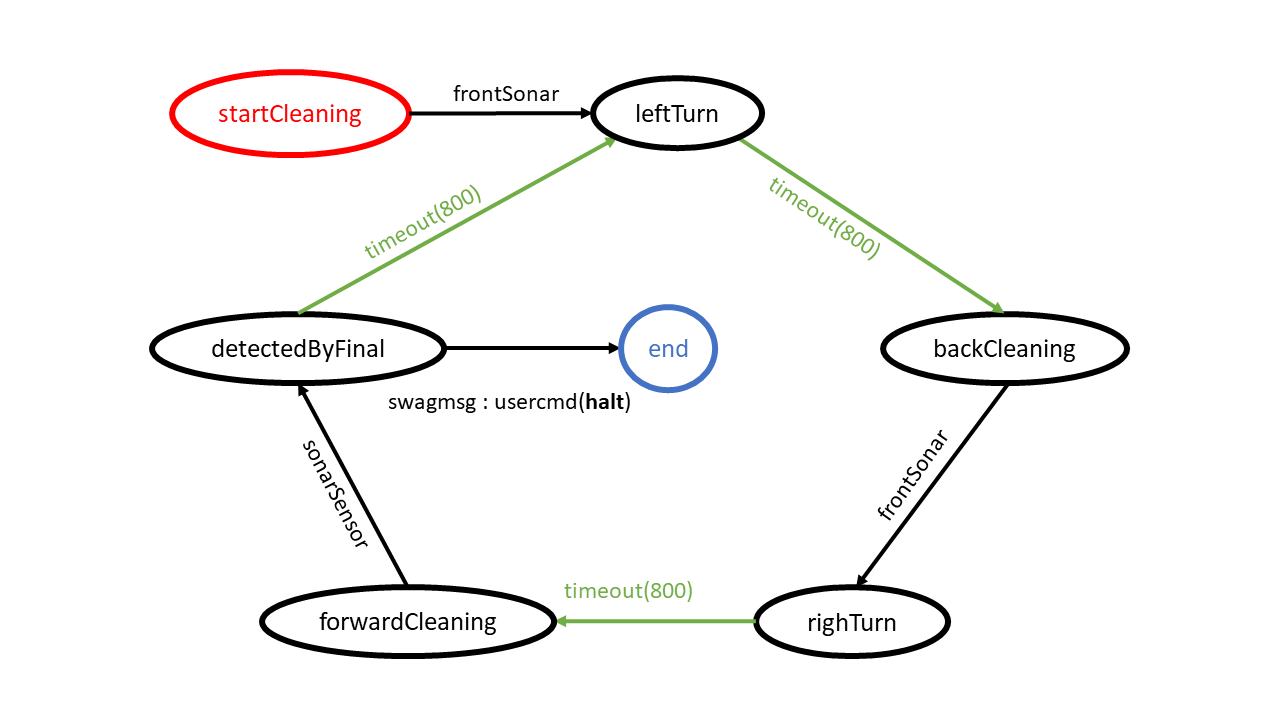 startCleaning
frontSonar
leftTurn
timeout(800)
timeout(800)
detectedByFinal
end
backCleaning
swagmsg : usercmd(halt)
sonarSensor
frontSonar
forwardCleaning
timeout(800)
righTurn